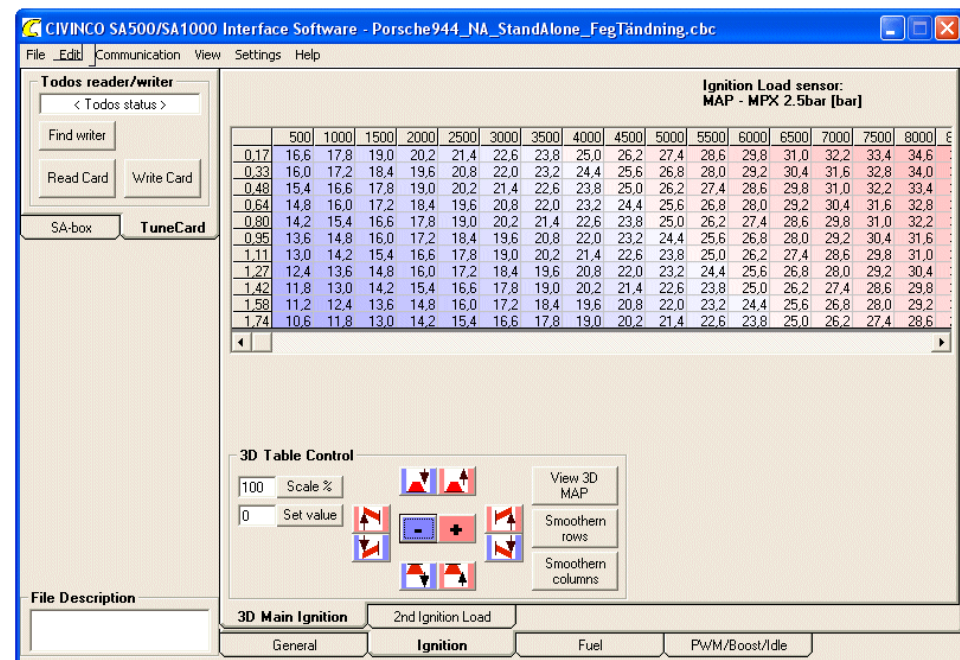 CIVINCO SA500/SA1000 Interface Software - Porsche944_NA_StandAlone_FegTändning.cbc
File Edit Communication View Settings Help
Todos reader/writer
< Todos status >
Find writer
Read Card Write Card
SA-box TuneCard
Ignition Load sensor:
MAP - MPX 2.5bar [bar]
500 1000 1500 2000 2500 3000 3500 4000 4500 5000 5500 6000 6500 7000 7500 8000
0,17 16,6 17,8 19,0 20,2 21,4 22,6 23,8 25,0 26,2 27,4 28,6 29,8 31,0 32,2 33,4 34,6
0,33 16,0 17,2 18,4 19,6 20,8 22,0 23,2 24,4 25,6 26,8 28,0 29,2 30,4 31,6 32,8 34,0
0,48 15,4 16,6 17,8 19,0 20,2 21,4 22,6 23,8 25,0 26,2 27,4 28,6 29,8 31,0 32,2 33,4
0,64 14,8 16,0 17,2 18,4 19,6 20,8 22,0 23,2 24,4 25,6 26,8 28,0 29,2 30,4 31,6 32,8
0,80 14,2 15,4 16,6 17,8 19,0 20,2 21,4 22,6 23,8 25,0 26,2 27,4 28,6 29,8 31,0 32,2
0,95 13,6 14,8 16,0 17,2 18,4 19,6 20,8 22,0 23,2 24,4 25,6 26,8 28,0 29,2 30,4 31,6
1,11 13,0 14,2 15,4 16,6 17,8 19,0 20,2 21,4 22,6 23,8 25,0 26,2 27,4 28,6 29,8 31,0
1,27 12,4 13,6 14,8 16,0 17,2 18,4 19,6 20,8 22,0 23,2 24,4 25,6 26,8 28,0 29,2 30,4
1,42 11,8 13,0 14,2 15,4 16,6 17,8 19,0 20,2 21,4 22,6 23,8 25,0 26,2 27,4 28,6 29,8
1,58 11,2 12,4 13,6 14,8 16,0 17,2 18,4 19,6 20,8 22,0 23,2 24,4 25,6 26,8 28,0 29,2
1,74 10,6 11,8 13,0 14,2 15,4 16,6 17,8 19,0 20,2 21,4 22,6 23,8 25,0 26,2 27,4 28,6
3D Table Control
100 Scale %
0 Set value
- +
View 3D
MAP
Smoothern
rows
Smoothern
columns
File Description
3D Main Ignition 2nd Ignition Load
General Ignition Fuel PWM/Boost/Idle